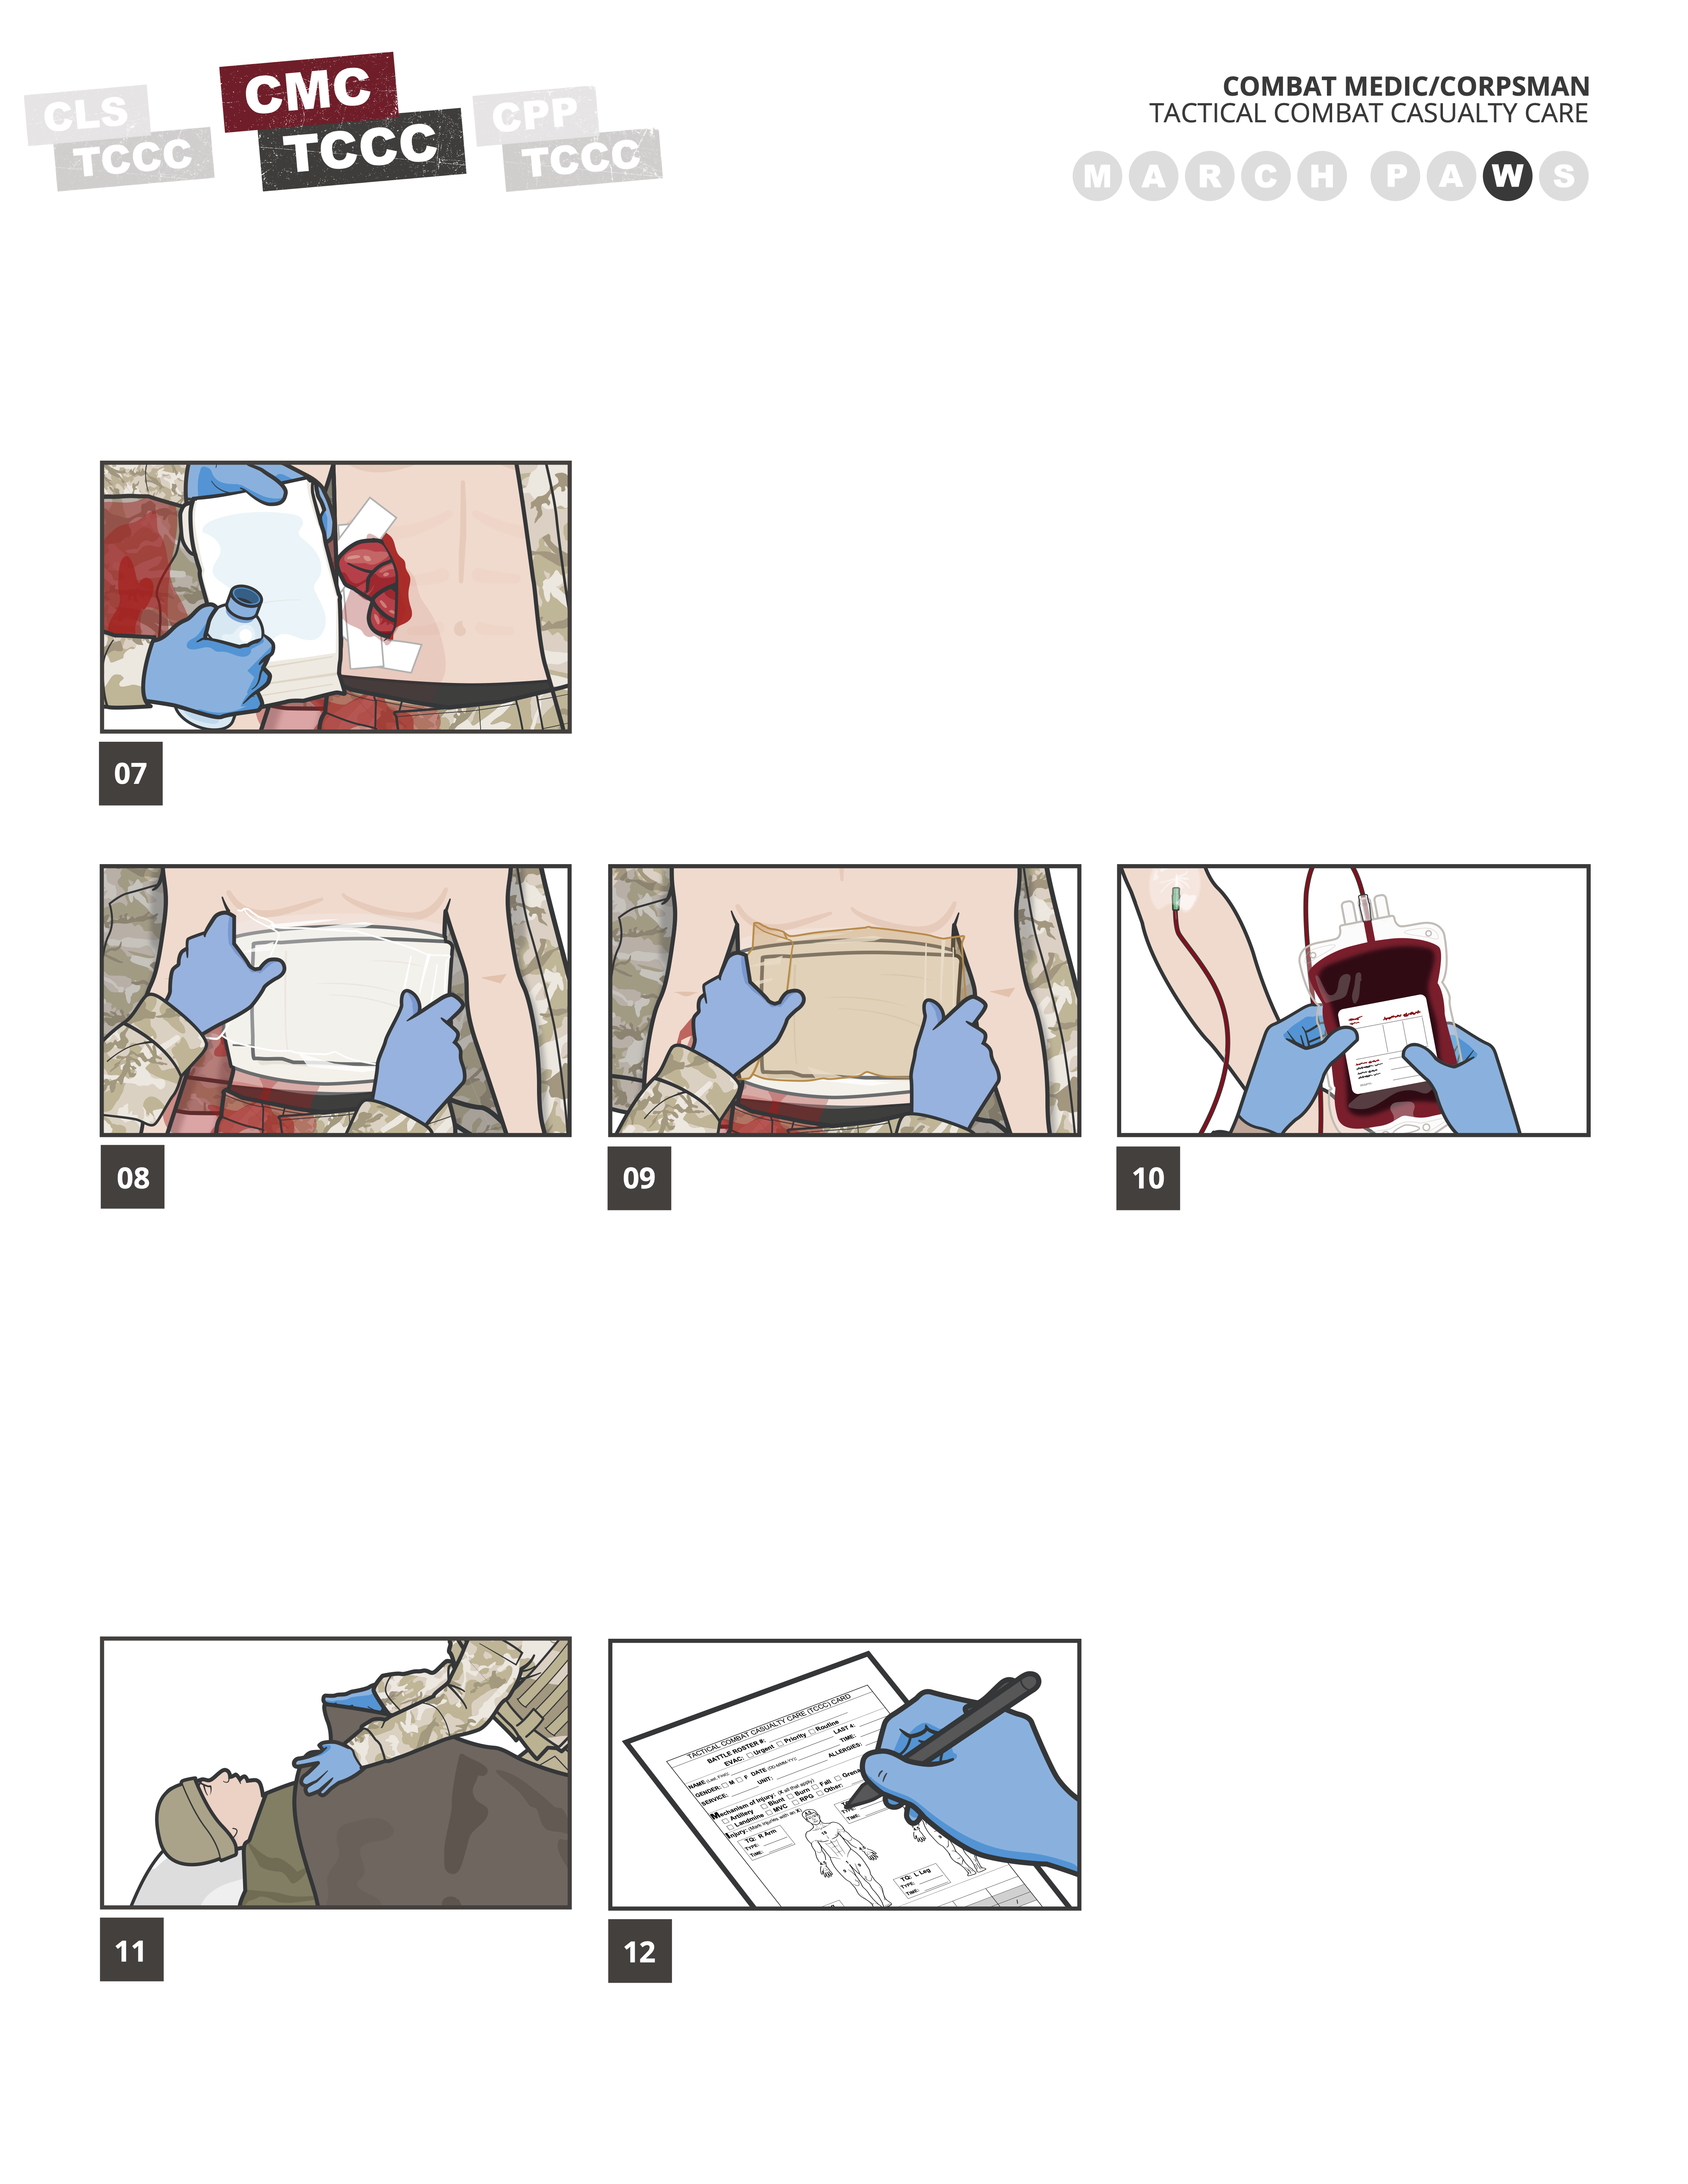 CLS
TCCC
CMC
TCCC
CPP
TCCC
COMBAT MEDIC/CORPSMAN
TACTICAL COMBAT CASUALTY CARE
M A R C H P A W S
07
08
09
10
TACTICAL COMBAT CASUALTY CARE (TCCC) CARD
BATTLE ROSTER #:
EVAC: Urgent Priority Routine
NAME (Last, First): LAST 4:
GENDER: M F DATE (DD-MMM-YY): TIME:
SERVICE: UNIT: ALLERGIES:
Mechanism of Injury: (X all that apply)
Artillery Blunt Burn Fall
Landmine MVC RPG Other:
Injury: (Mark injuries with an X)
TQ: R Arm
TYPE:
TIME:
TYPE:
TIME:
TQ: L Leg
TYPE:
TIME:
11
12